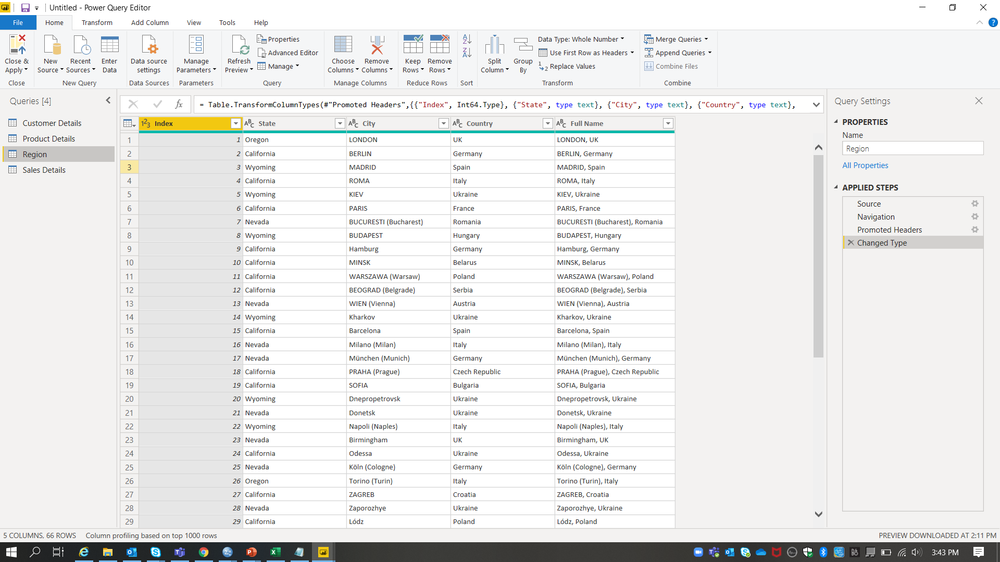 Untitled - Power Query Editor
File Home Transform Add Column View Tools Help
Close & Apply
New Source
Recent Sources
Enter Data
Data source settings
Manage Parameters
Refresh Preview
Properties
Advanced Editor
Manage
Choose Columns
Remove Columns
Keep Rows
Remove Rows
Split Column
Group By
Data Type: Whole Number
Use First Row as Headers
Replace Values
Merge Queries
Append Queries
Combine Files
Close New Query Data Sources Parameters Query Manage Columns Reduce Rows Sort Transform Combine
Queries [4]
Customer Details
Product Details
Region
Sales Details
fx = Table.TransformColumnTypes(#"Promoted Headers",{{"Index", Int64.Type}, {"State", type text}, {"City", type text}, {"Country", type text},
123 Index ABC State ABC City ABC Country ABC Full Name
1 1 Oregon LONDON UK LONDON, UK
2 2 California BERLIN Germany BERLIN, Germany
3 3 Wyoming MADRID Spain MADRID, Spain
4 4 California ROMA Italy ROMA, Italy
5 5 Wyoming KIEV Ukraine KIEV, Ukraine
6 6 California PARIS France PARIS, France
7 7 Nevada BUCURESTI (Bucharest) Romania BUCURESTI (Bucharest), Romania
8 8 Wyoming BUDAPEST Hungary BUDAPEST, Hungary
9 9 California Hamburg Germany Hamburg, Germany
10 10 California MINSK Belarus MINSK, Belarus
11 11 California WARSZAWA (Warsaw) Poland WARSZAWA (Warsaw), Poland
12 12 California BEOGRAD (Belgrade) Serbia BEOGRAD (Belgrade), Serbia
13 13 Nevada WIEN (Vienna) Austria WIEN (Vienna), Austria
14 14 Wyoming Kharkov Ukraine Kharkov, Ukraine
15 15 California Barcelona Spain Barcelona, Spain
16 16 Nevada Milano (Milan) Italy Milano (Milan), Italy
17 17 Nevada München (Munich) Germany München (Munich), Germany
18 18 California PRAHA (Prague) Czech Republic PRAHA (Prague), Czech Republic
19 19 California SOFIA Bulgaria SOFIA, Bulgaria
20 20 Wyoming Dnepropetrovsk Ukraine Dnepropetrovsk, Ukraine
21 21 Nevada Donetsk Ukraine Donetsk, Ukraine
22 22 Wyoming Napoli (Naples) Italy Napoli (Naples), Italy
23 23 Nevada Birmingham UK Birmingham, UK
24 24 California Odessa Ukraine Odessa, Ukraine
25 25 Nevada Köln (Cologne) Germany Köln (Cologne), Germany
26 26 Oregon Torino (Turin) Italy Torino (Turin), Italy
27 27 California ZAGREB Croatia ZAGREB, Croatia
28 28 Nevada Zaporozhye Ukraine Zaporozhye, Ukraine
29 29 California Lódz Poland Lódz, Poland
Query Settings
PROPERTIES
Name
Region
All Properties
APPLIED STEPS
Source
Navigation
Promoted Headers
Changed Type
5 COLUMNS, 66 ROWS Column profiling based on top 1000 rows
PREVIEW DOWNLOADED AT 2:11 PM
3:43 PM